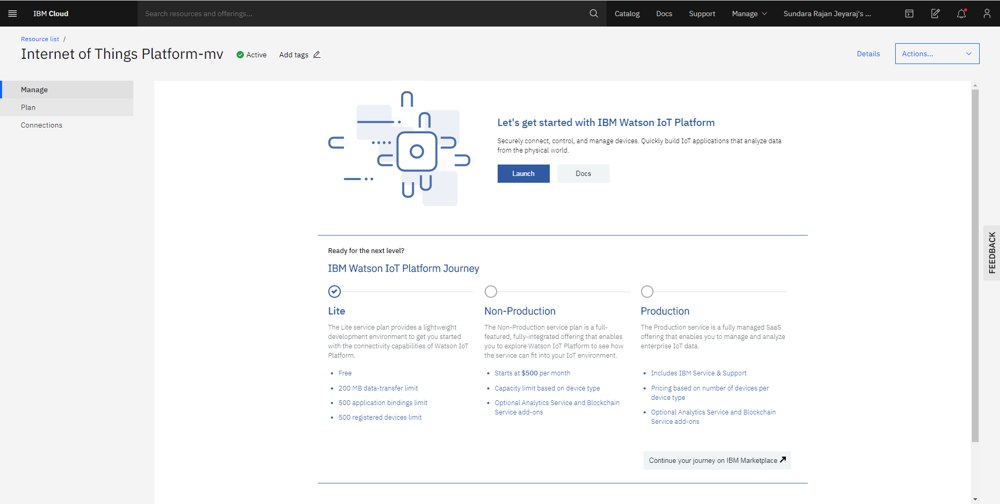 IBM Cloud
Search resources and offerings...
Catalog
Docs
Support
Manage
Sundara Rajan Jeyaraj's ...
Resource list /
Internet of Things Platform-mv
Active
Add tags
Details
Actions...
Manage
Plan
Connections
Let's get started with IBM Watson IoT Platform
Securely connect, control, and manage devices. Quickly build IoT applications that analyze data
from the physical world.
Launch
Docs
FEEDBACK
Ready for the next level?
IBM Watson IoT Platform Journey
Lite
The Lite service plan provides a lightweight
development environment to get you started
with the connectivity capabilities of Watson IoT
Platform.
• Free
• 200 MB data-transfer limit
• 500 application bindings limit
• 500 registered devices limit
Non-Production
The Non-Production service plan is a full-
featured, fully-integrated offering that enables
you to explore Watson IoT Platform to see how
the service can fit into your IoT environment.
• Starts at $500 per month
• Capacity limit based on device type
• Optional Analytics Service and Blockchain
Service add-ons
Production
The Production service is a fully managed SaaS
offering that enables you to manage and analyze
enterprise IoT data.
• Includes IBM Service & Support
• Pricing based on number of devices per
device type
• Optional Analytics Service and Blockchain
Service add-ons
Continue your journey on IBM Marketplace